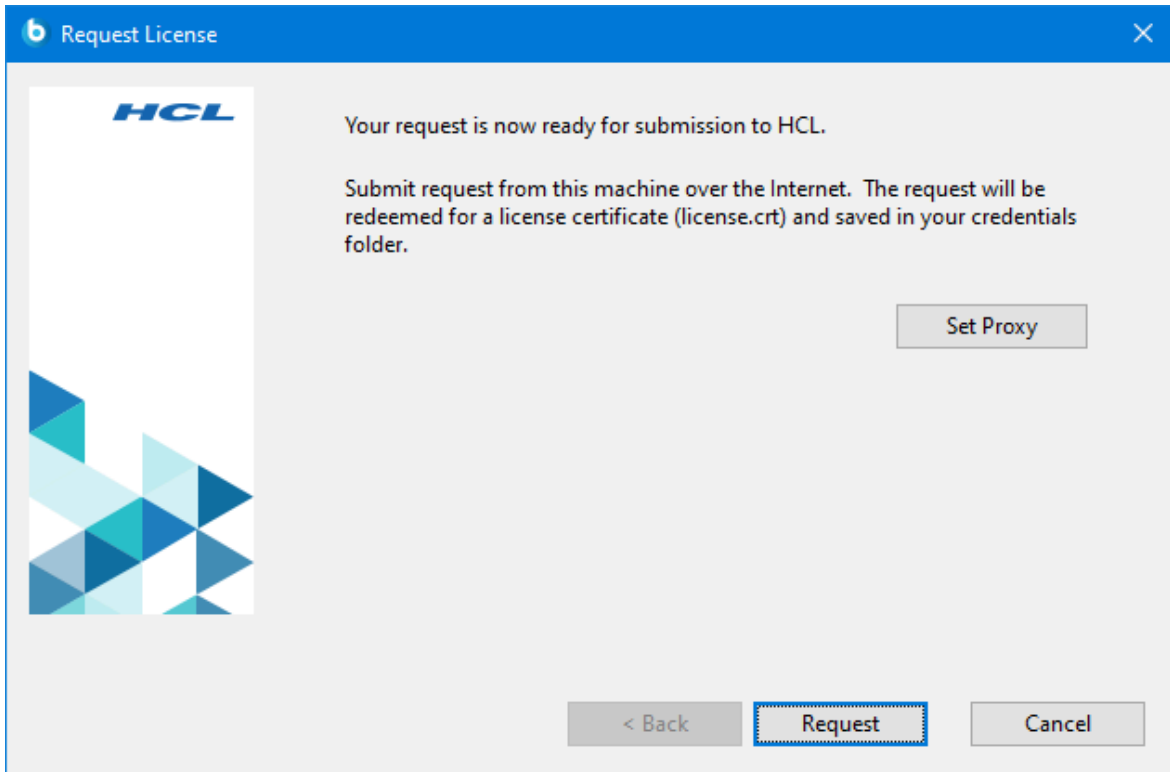 Request License
HCL
Your request is now ready for submission to HCL.
Submit request from this machine over the Internet.  The request will be
redeemed for a license certificate (license.crt) and saved in your credentials
folder.
Set Proxy
< Back
Request
Cancel